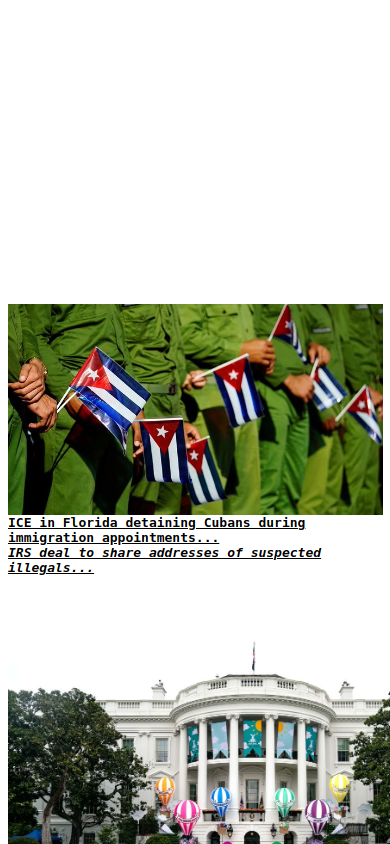 ICE in Florida detaining Cubans during
immigration appointments...
IRS deal to share addresses of suspected
illegals...